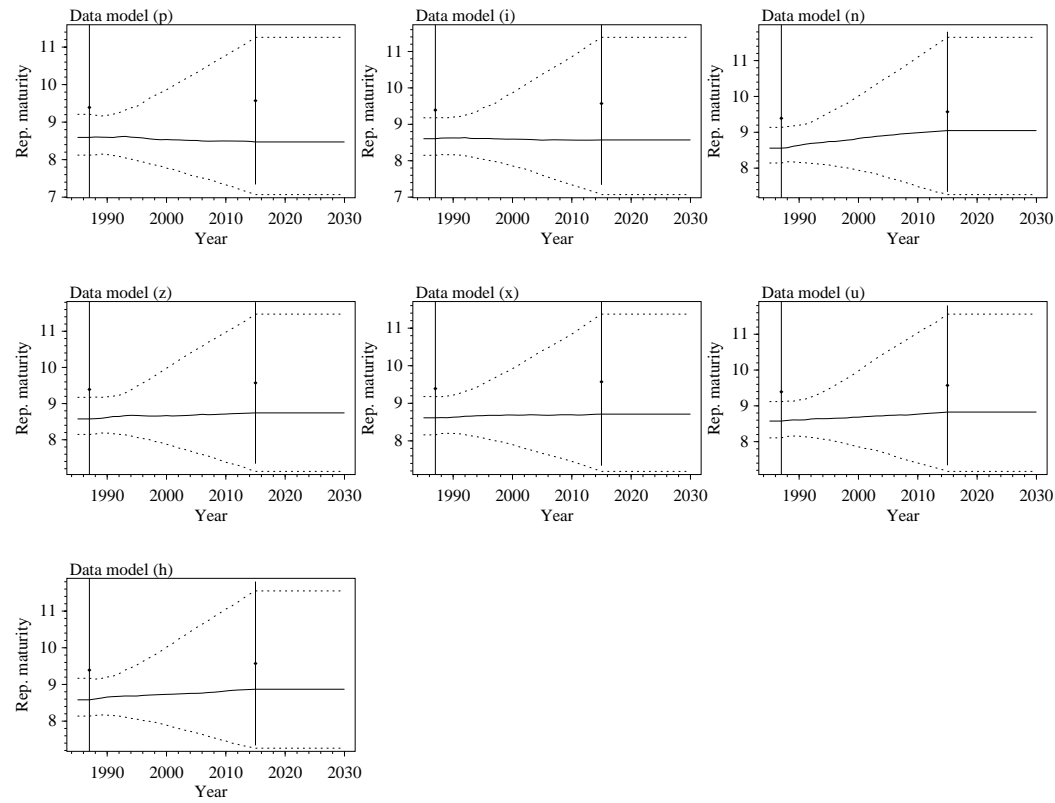 Data model (p)
Rep. maturity
11
10
9
8
7
1990 2000 2010 2020 2030
Year
Data model (i)
Rep. maturity
11
10
9
8
7
1990 2000 2010 2020 2030
Year
Data model (n)
Rep. maturity
11
10
9
8
1990 2000 2010 2020 2030
Year
Data model (z)
Rep. maturity
11
10
9
8
1990 2000 2010 2020 2030
Year
Data model (x)
Rep. maturity
11
10
9
8
1990 2000 2010 2020 2030
Year
Data model (u)
Rep. maturity
11
10
9
8
1990 2000 2010 2020 2030
Year
Data model (h)
Rep. maturity
11
10
9
8
1990 2000 2010 2020 2030
Year